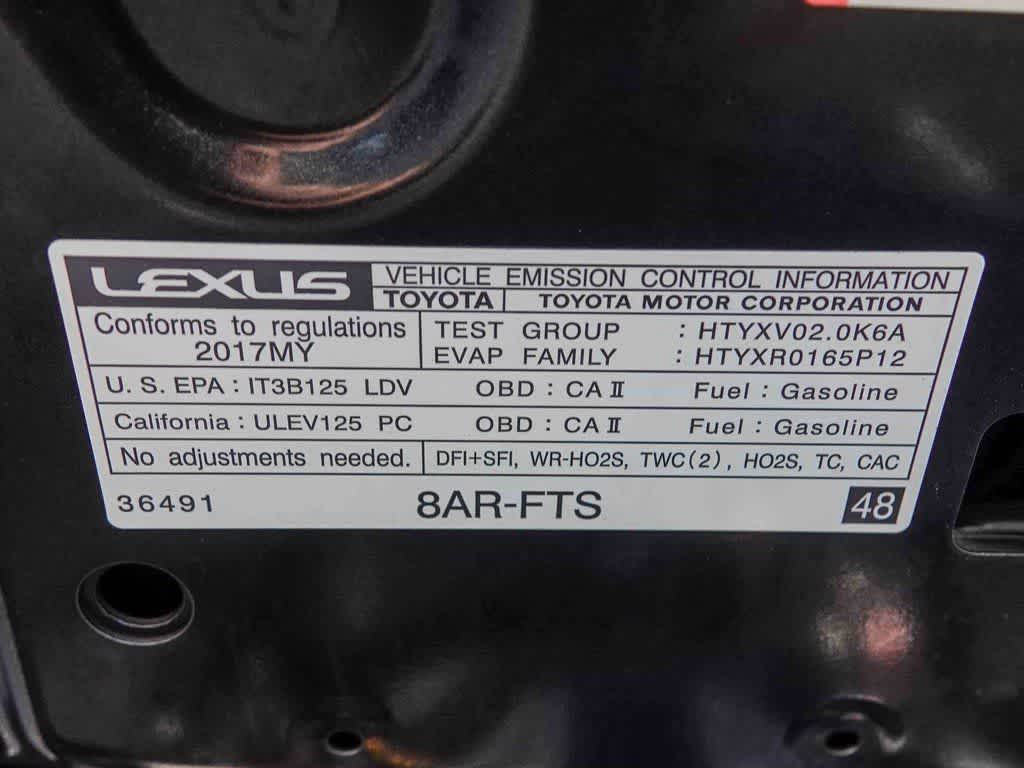 LEXUS VEHICLE EMISSION CONTROL INFORMATION
TOYOTA TOYOTA MOTOR CORPORATION
Conforms to regulations
2017MY
TEST GROUP : HTYXV02.0K6A
EVAP FAMILY : HTYXR0165P12
U. S. EPA : IT3B125 LDV OBD : CA II Fuel : Gasoline
California : ULEV125 PC OBD : CA II Fuel : Gasoline
No adjustments needed. DFI+SFI, WR-HO2S, TWC(2), HO2S, TC, CAC
36491 8AR-FTS 48